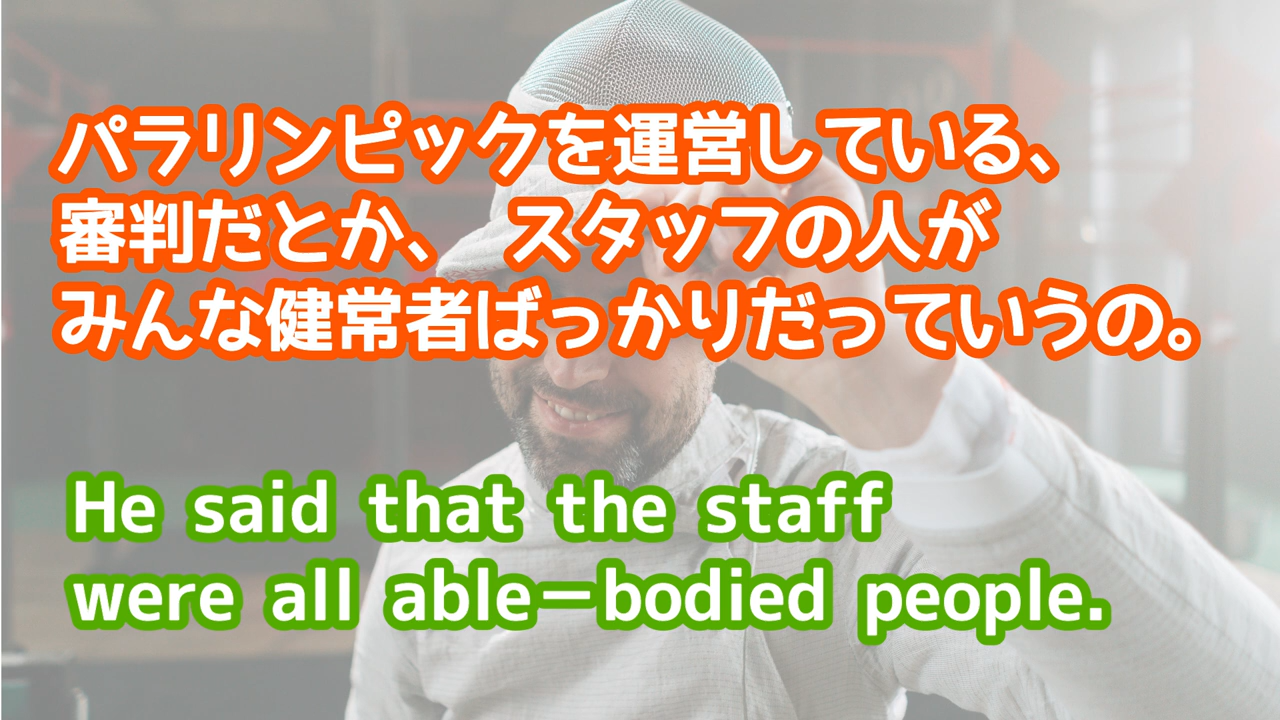 パラリンピックを運営している、
審判だとか、 スタッフの人が
みんな健常者ばっかりだっていうの。
He said that the staff
were all able－bodied people.